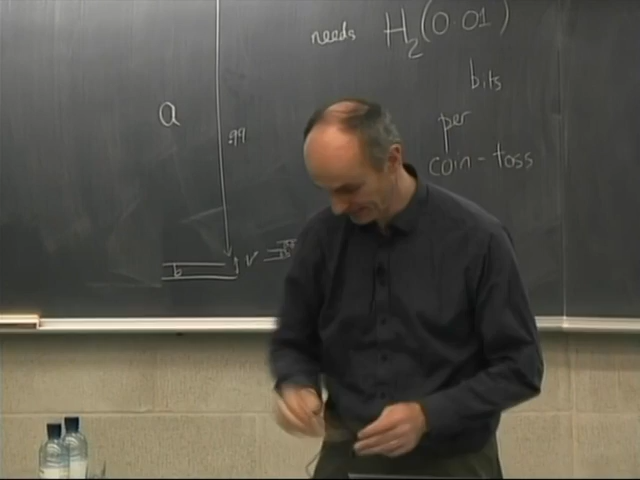 needs H₂(0.01)
bits
per
coin-toss
a
.99
b